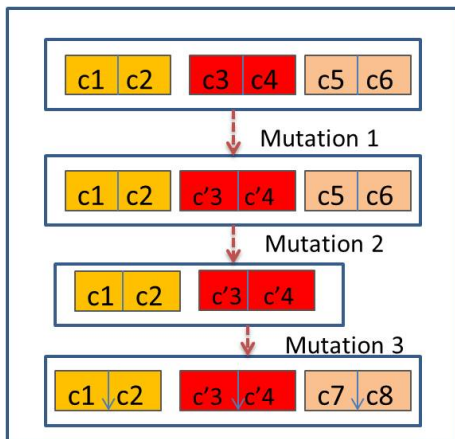 c1 c2 c3 c4 c5 c6
Mutation 1
c1 c2 c'3 c'4 c5 c6
Mutation 2
c1 c2 c'3 c'4
Mutation 3
c1 c2 c'3 c'4 c7 c8